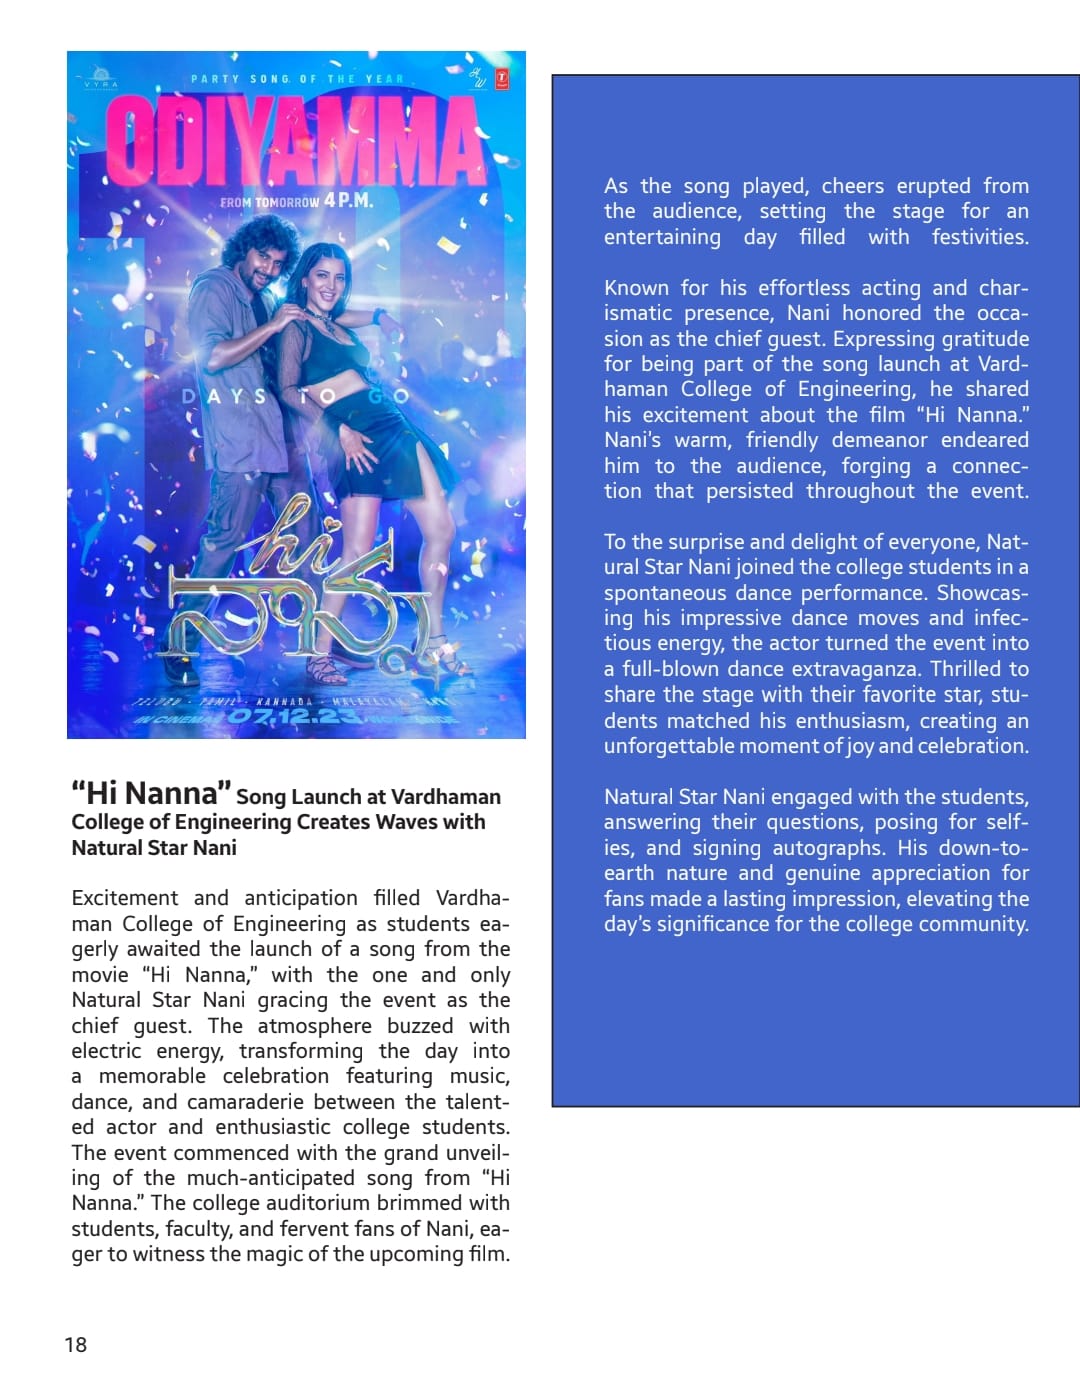 VYRA
PARTY SONG OF THE YEAR
ODIYAMMA
FROM TOMORROW 4 P.M.
10
DAYS TO GO
hi
నాన్న
TELUGU · TAMIL · KANNADA · MALAYALAM · HINDI
IN CINEMAS 07.12.23 WORLDWIDE
“Hi Nanna” Song Launch at Vardhaman
College of Engineering Creates Waves with
Natural Star Nani
Excitement and anticipation filled Vardha-
man College of Engineering as students ea-
gerly awaited the launch of a song from the
movie “Hi Nanna,” with the one and only
Natural Star Nani gracing the event as the
chief guest. The atmosphere buzzed with
electric energy, transforming the day into
a memorable celebration featuring music,
dance, and camaraderie between the talent-
ed actor and enthusiastic college students.
The event commenced with the grand unveil-
ing of the much-anticipated song from “Hi
Nanna.” The college auditorium brimmed with
students, faculty, and fervent fans of Nani, ea-
ger to witness the magic of the upcoming film.
As the song played, cheers erupted from
the audience, setting the stage for an
entertaining day filled with festivities.
Known for his effortless acting and char-
ismatic presence, Nani honored the occa-
sion as the chief guest. Expressing gratitude
for being part of the song launch at Vard-
haman College of Engineering, he shared
his excitement about the film “Hi Nanna.”
Nani's warm, friendly demeanor endeared
him to the audience, forging a connec-
tion that persisted throughout the event.
To the surprise and delight of everyone, Nat-
ural Star Nani joined the college students in a
spontaneous dance performance. Showcas-
ing his impressive dance moves and infec-
tious energy, the actor turned the event into
a full-blown dance extravaganza. Thrilled to
share the stage with their favorite star, stu-
dents matched his enthusiasm, creating an
unforgettable moment of joy and celebration.
Natural Star Nani engaged with the students,
answering their questions, posing for self-
ies, and signing autographs. His down-to-
earth nature and genuine appreciation for
fans made a lasting impression, elevating the
day's significance for the college community.
18